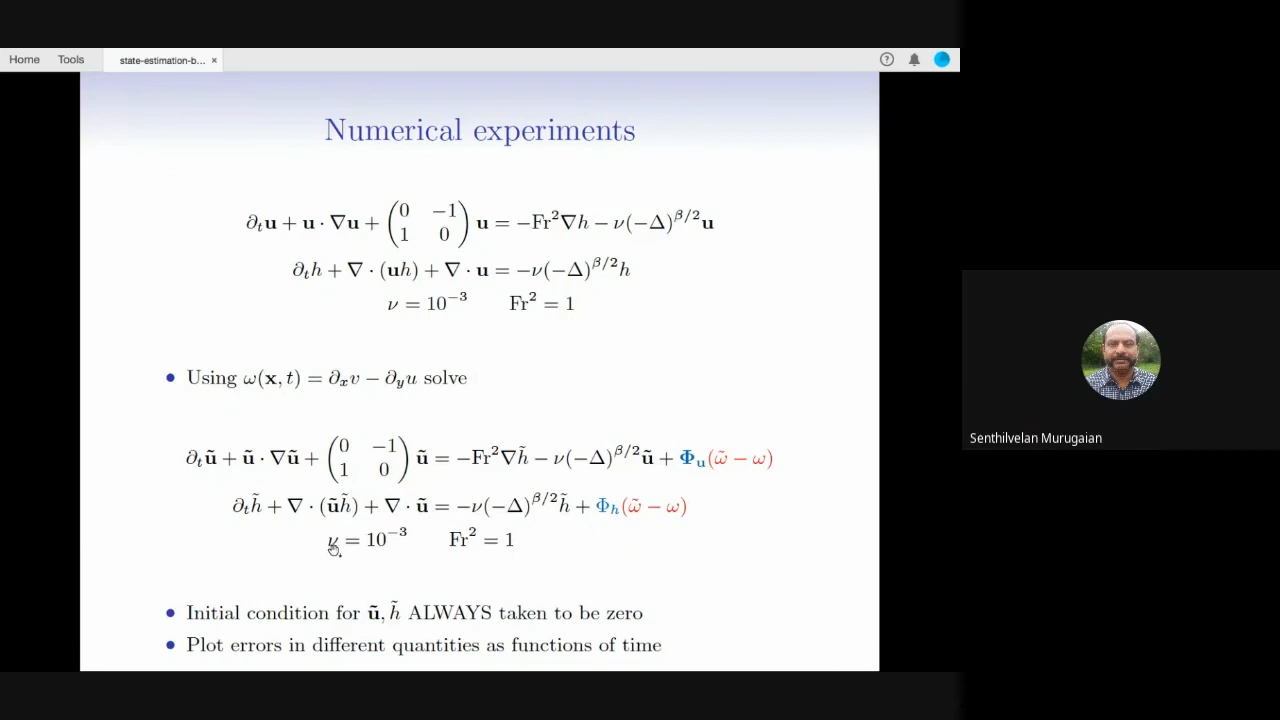 Home Tools state-estimation-b... ×
Numerical experiments
∂ₜ𝐮 + 𝐮 · ∇𝐮 + (0 −1; 1 0) 𝐮 = −Fr²∇h − ν(−Δ)^{β/2}𝐮
∂ₜh + ∇ · (𝐮h) + ∇ · 𝐮 = −ν(−Δ)^{β/2}h
ν = 10⁻³ Fr² = 1
• Using ω(𝐱, t) = ∂ₓv − ∂ᵧu solve
∂ₜ𝐮̃ + 𝐮̃ · ∇𝐮̃ + (0 −1; 1 0) 𝐮̃ = −Fr²∇h̃ − ν(−Δ)^{β/2}𝐮̃ + Φ_𝐮(ω̃ − ω)
∂ₜh̃ + ∇ · (𝐮̃h̃) + ∇ · 𝐮̃ = −ν(−Δ)^{β/2}h̃ + Φ_h(ω̃ − ω)
ν = 10⁻³ Fr² = 1
• Initial condition for 𝐮̃, h̃ ALWAYS taken to be zero
• Plot errors in different quantities as functions of time
Senthilvelan Murugaian